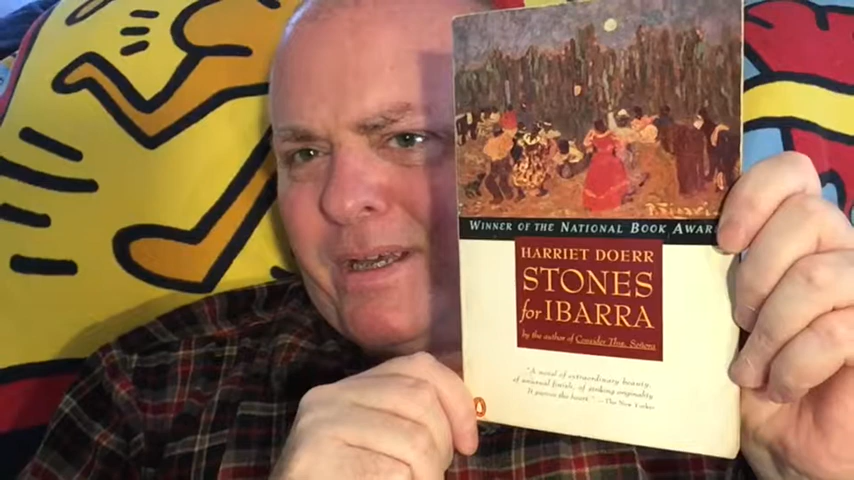 WINNER OF THE NATIONAL BOOK AWAR
HARRIET DOERR
STONES
for IBARRA
by the author of Consider This, Señora
"A novel of extraordinary beauty,
of unusual finish, of striking originality
It pierces the heart." —The New Yorker